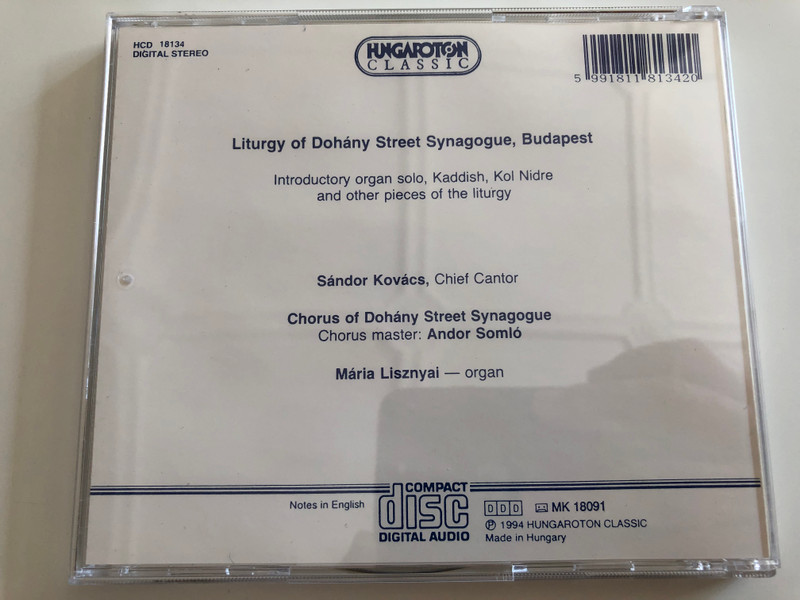 HCD 18134
DIGITAL STEREO
HUNGAROTON
CLASSIC
5 991811 813420
Liturgy of Dohány Street Synagogue, Budapest
Introductory organ solo, Kaddish, Kol Nidre
and other pieces of the liturgy
Sándor Kovács, Chief Cantor
Chorus of Dohány Street Synagogue
Chorus master: Andor Somló
Mária Lisznyai — organ
Notes in English
COMPACT
disc
DIGITAL AUDIO
DDD MK 18091
℗ 1994 HUNGAROTON CLASSIC
Made in Hungary